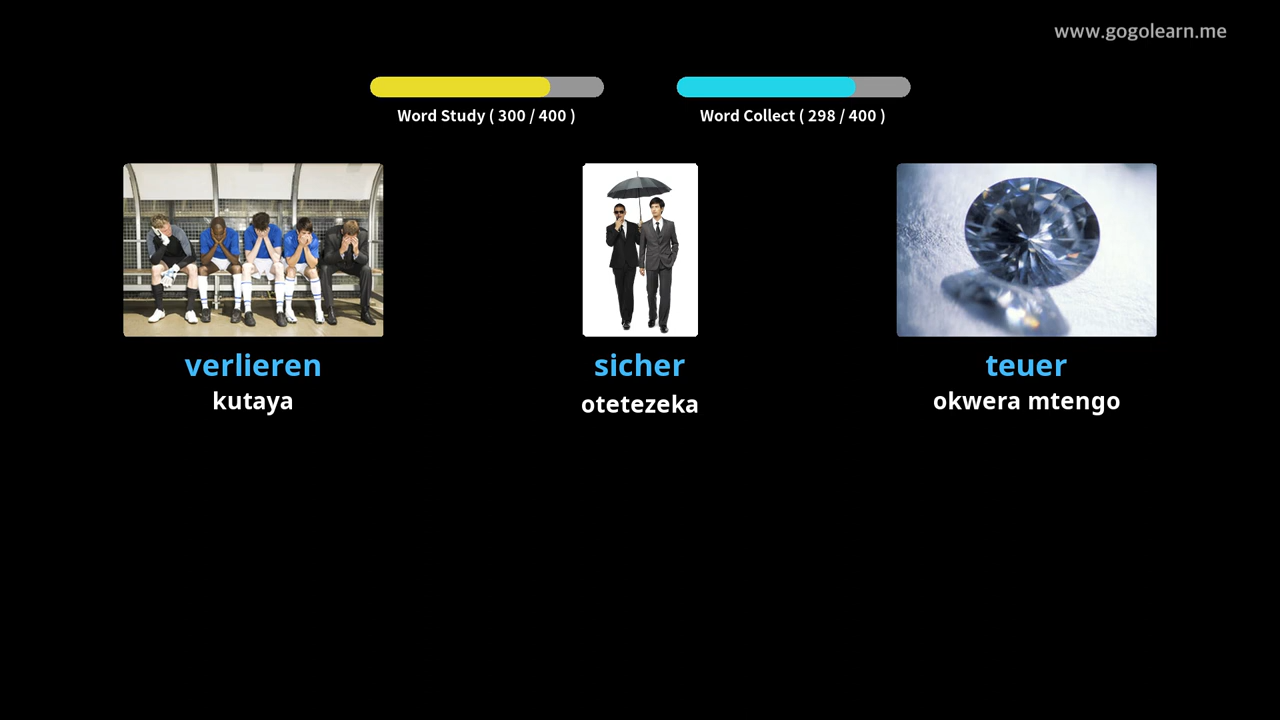 www.gogolearn.me
Word Study ( 300 / 400 )
Word Collect ( 298 / 400 )
verlieren
kutaya
sicher
otetezeka
teuer
okwera mtengo